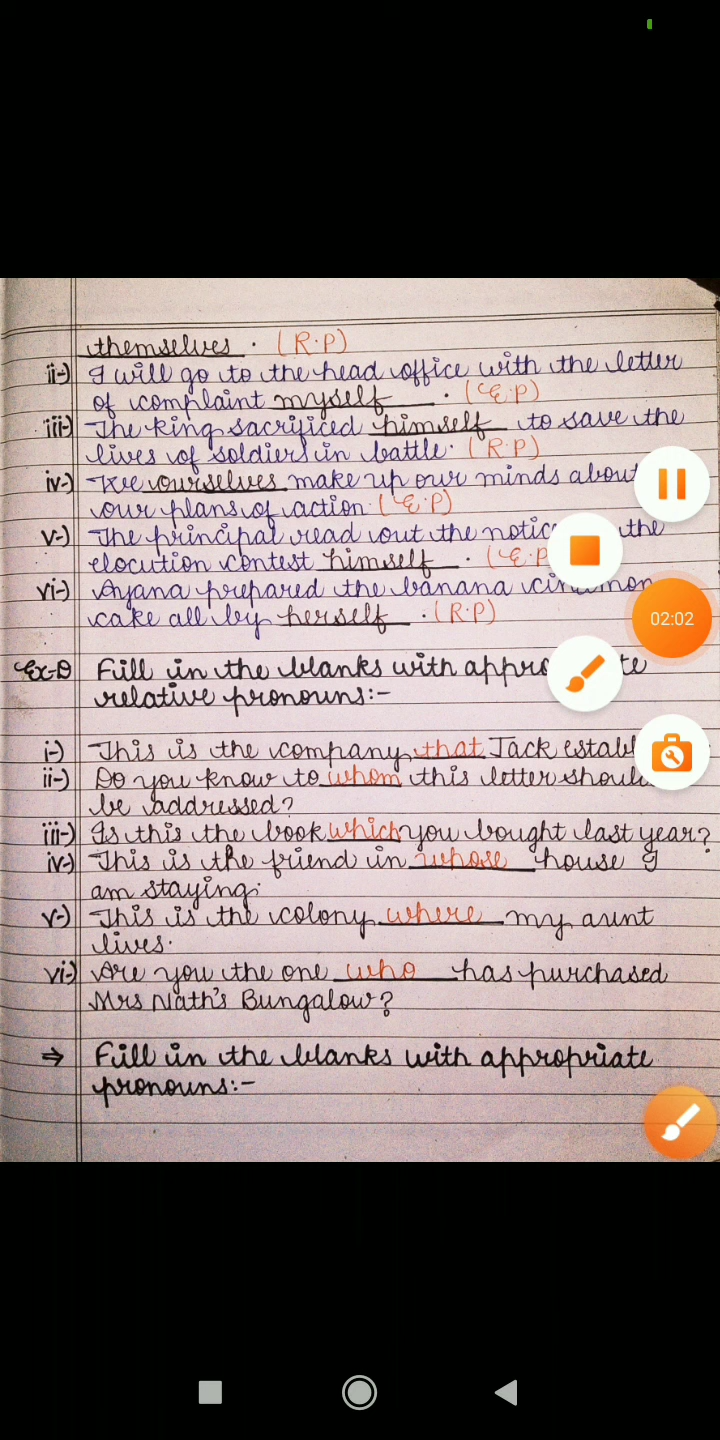 themselves. (R.P)
ii-) I will go to the head office with the letter
of complaint myself. (E.P)
iii-) The king sacrificed himself to save the
lives of soldiers in battle. (R.P)
iv-) We ourselves make up our minds about
our plans of action. (E.P)
v-) The principal read out the the
elocution contest himself. (E.P
vi-) Ayana prepared the banana cinnamon
cake all by herself. (R.P)
Ex-D Fill in the blanks with appropriate
relative pronouns:-
i-) This is the company that Jack
ii-) Do you know to whom this letter should
be addressed?
iii-) Is this the book which you bought last year?
iv-) This is the friend in whose house I
am staying.
v-) This is the colony where my aunt
lives.
vi-) Are you the one who has purchased
Mrs Nath's Bungalow?
⇒ Fill in the blanks with appropriate
pronouns:-
02:02